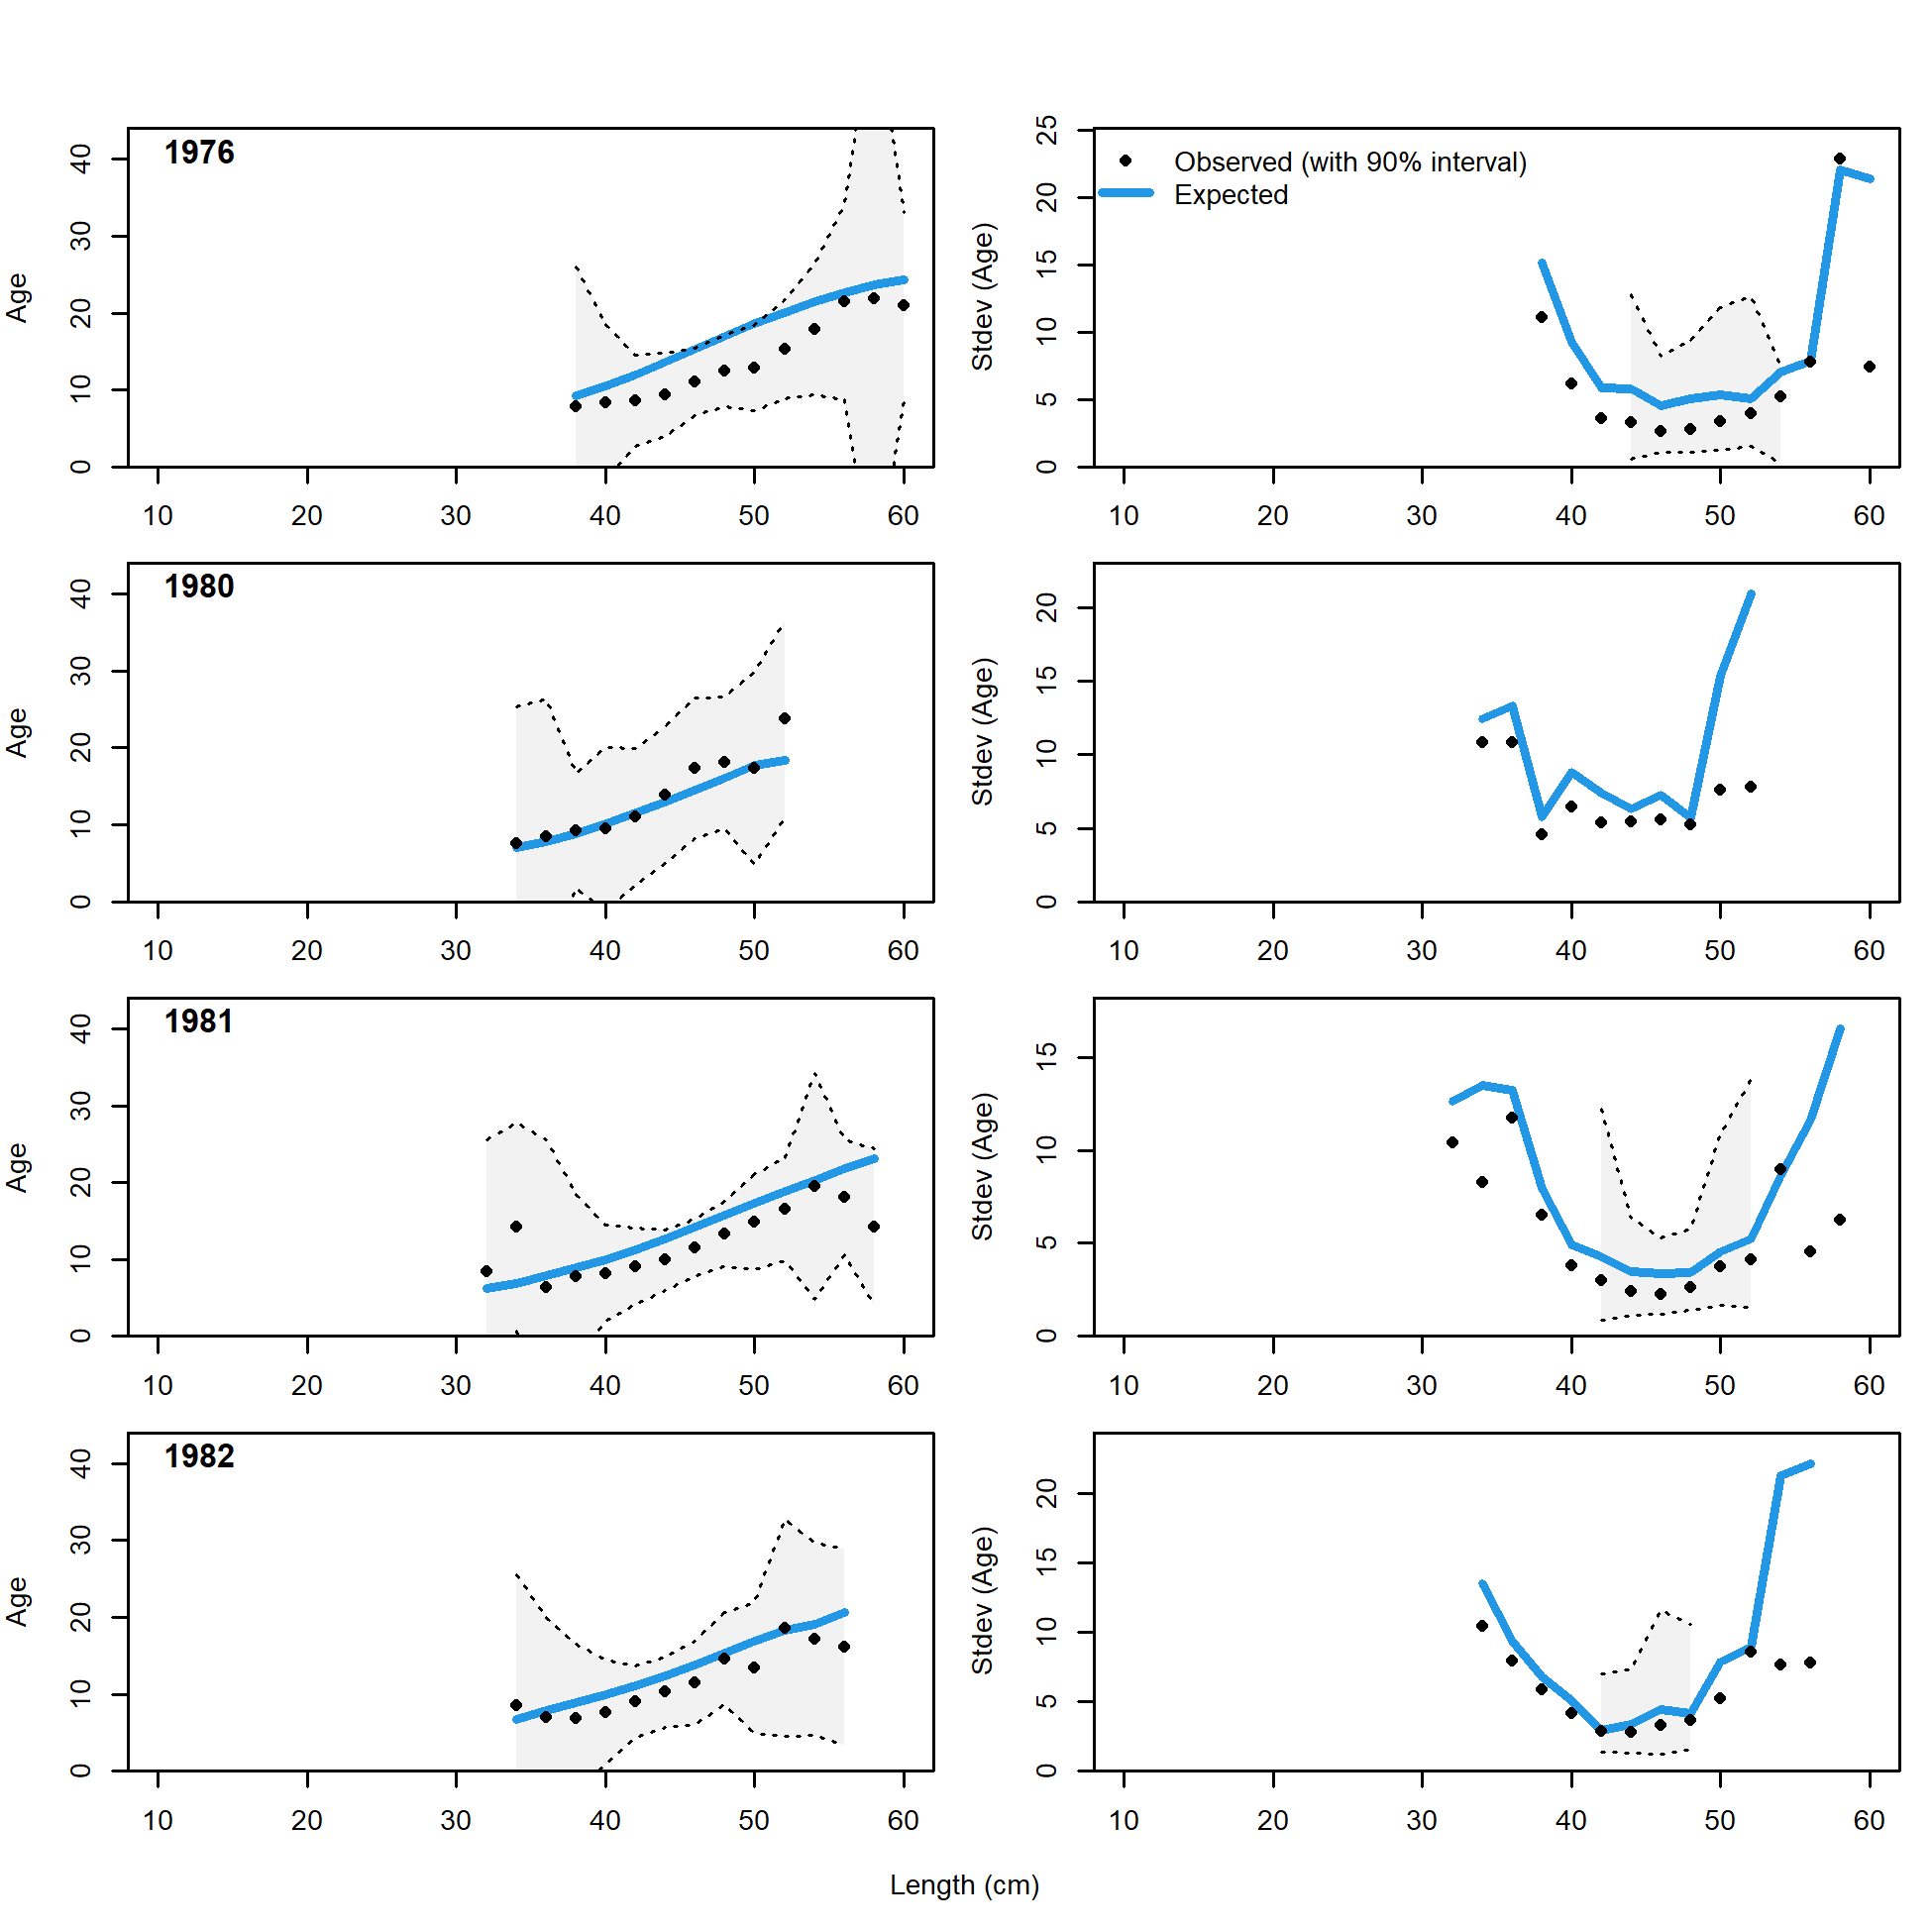 1976
Age
0 10 20 30 40
10 20 30 40 50 60
Observed (with 90% interval)
Expected
Stdev (Age)
0 5 10 15 20 25
10 20 30 40 50 60
1980
Age
0 10 20 30 40
10 20 30 40 50 60
Stdev (Age)
0 5 10 15 20
10 20 30 40 50 60
1981
Age
0 10 20 30 40
10 20 30 40 50 60
Stdev (Age)
0 5 10 15
10 20 30 40 50 60
1982
Age
0 10 20 30 40
10 20 30 40 50 60
Stdev (Age)
0 5 10 15 20
10 20 30 40 50 60
Length (cm)